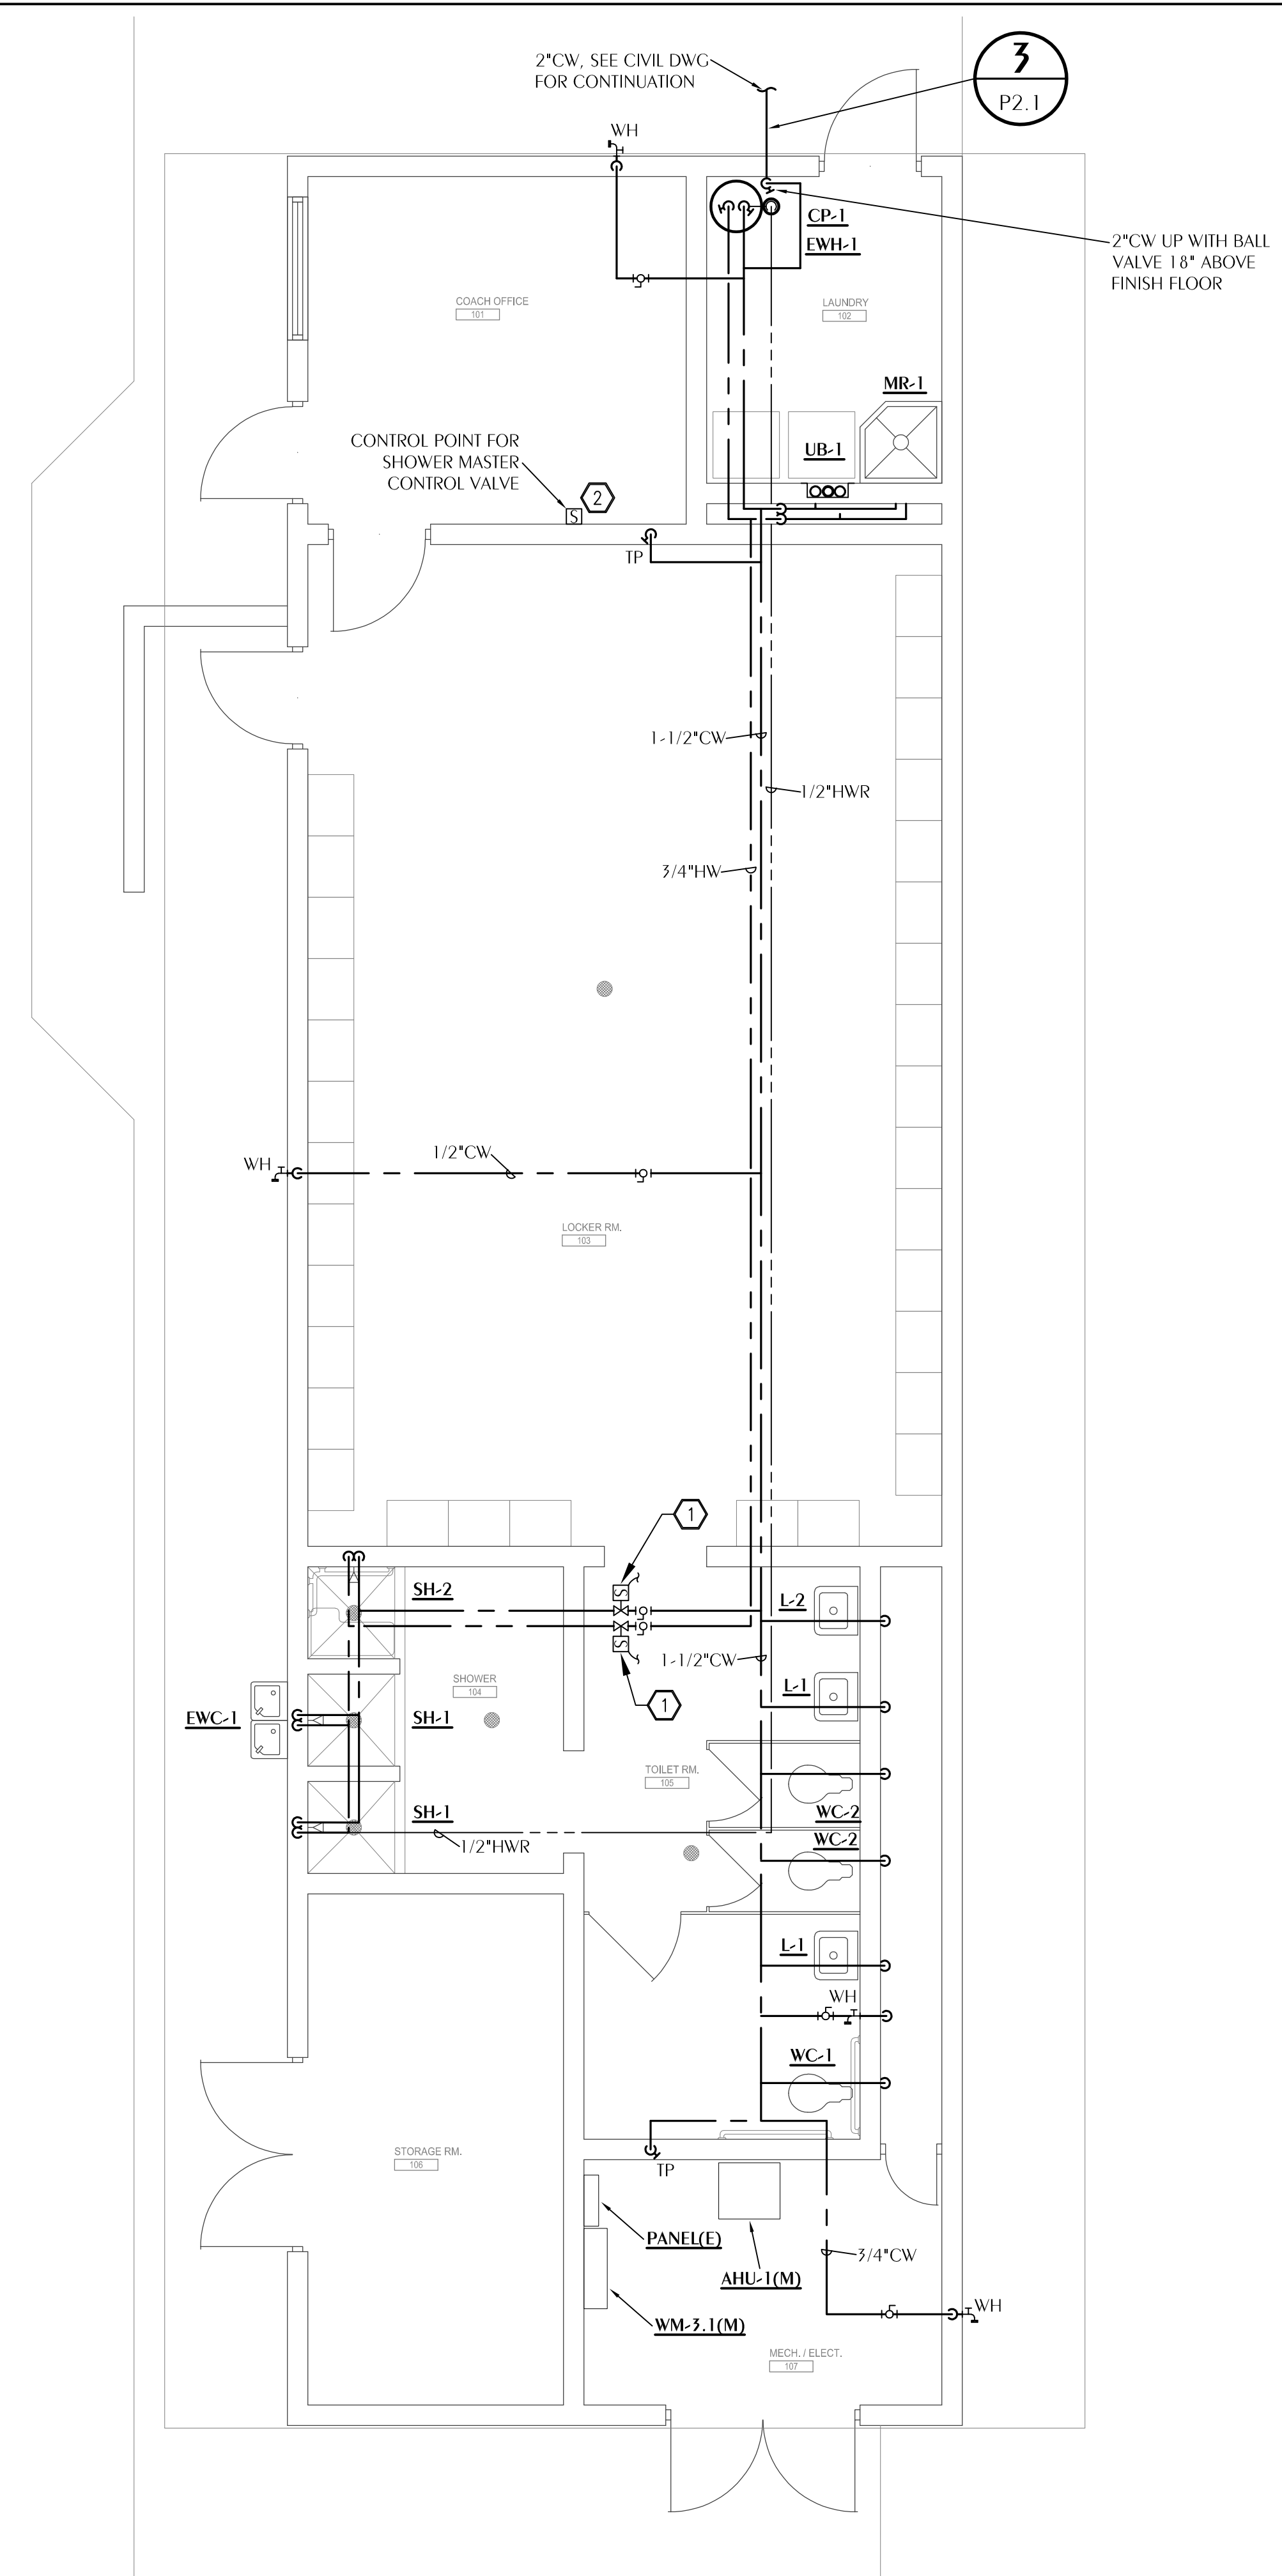 2"CW, SEE CIVIL DWG
FOR CONTINUATION
3
P2.1
WH
CP-1
EWH-1
2"CW UP WITH BALL
VALVE 18" ABOVE
FINISH FLOOR
COACH OFFICE
101
LAUNDRY
102
MR-1
CONTROL POINT FOR
SHOWER MASTER
CONTROL VALVE
UB-1
2
S
TP
1-1/2"CW
1/2"HWR
3/4"HW
1/2"CW
WH
LOCKER RM.
103
1
S
SH-2
L-2
S
1-1/2"CW
SHOWER
104
L-1
1
EWC-1
SH-1
TOILET RM.
105
SH-1
WC-2
WC-2
1/2"HWR
L-1
WH
WC-1
STORAGE RM.
106
TP
PANEL(E)
3/4"CW
AHU-1(M)
WH
WM-3.1(M)
MECH. / ELECT.
107